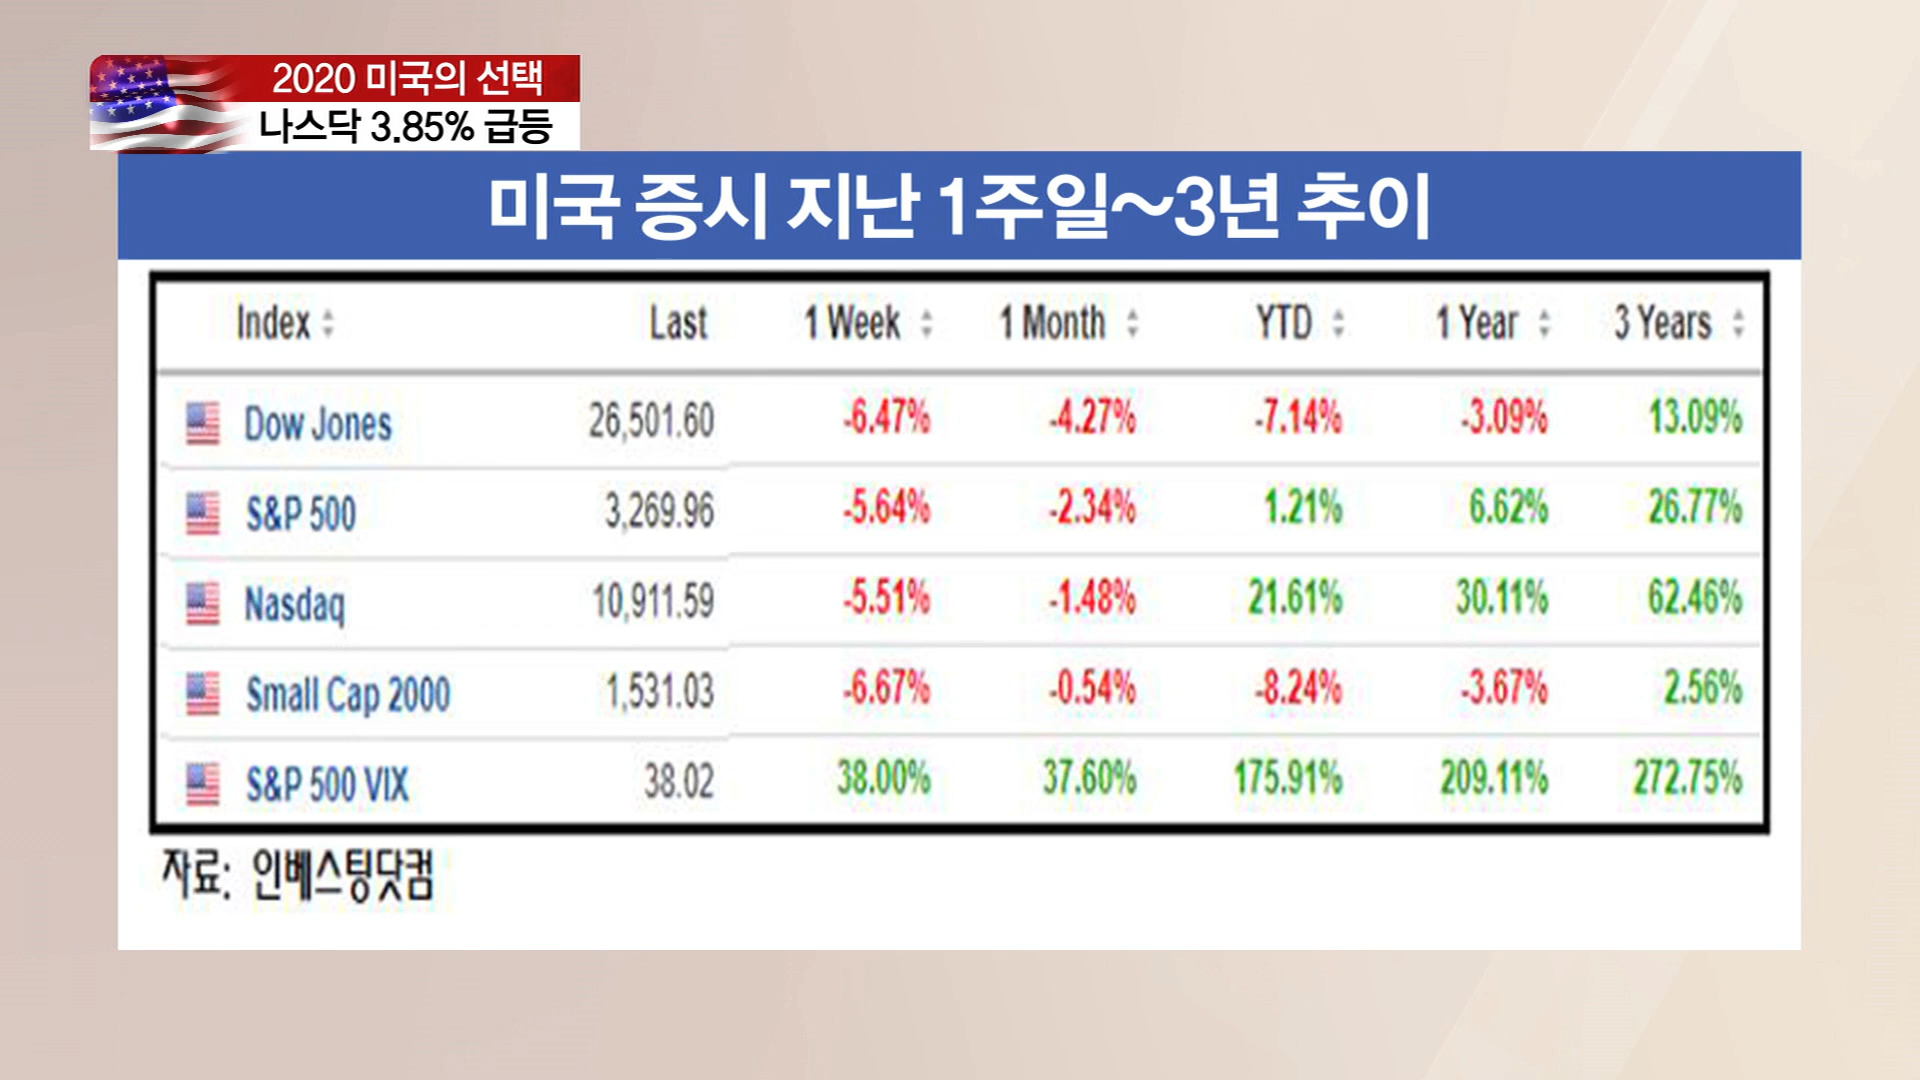 2020 미국의 선택
나스닥 3.85% 급등
미국 증시 지난 1주일~3년 추이
Index Last 1 Week 1 Month YTD 1 Year 3 Years
Dow Jones 26,501.60 -6.47% -4.27% -7.14% -3.09% 13.09%
S&P 500 3,269.96 -5.64% -2.34% 1.21% 6.62% 26.77%
Nasdaq 10,911.59 -5.51% -1.48% 21.61% 30.11% 62.46%
Small Cap 2000 1,531.03 -6.67% -0.54% -8.24% -3.67% 2.56%
S&P 500 VIX 38.02 38.00% 37.60% 175.91% 209.11% 272.75%
자료: 인베스팅닷컴